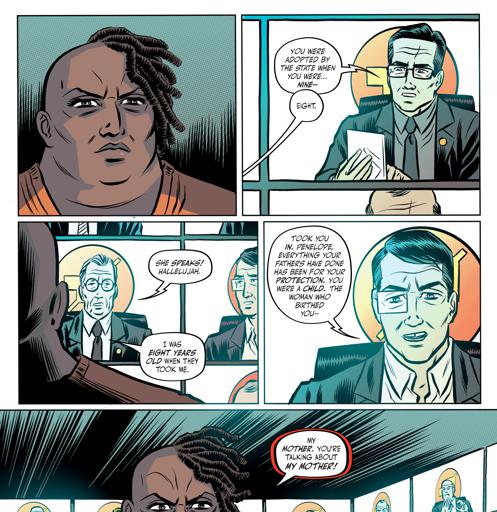 YOU WERE
ADOPTED BY
THE STATE WHEN
YOU WERE...
NINE--
EIGHT.
SHE SPEAKS!
HALLELUJAH.
I WAS
EIGHT YEARS
OLD WHEN THEY
TOOK ME.
TOOK YOU
IN. PENELOPE,
EVERYTHING YOUR
FATHERS HAVE DONE
HAS BEEN FOR YOUR
PROTECTION. YOU
WERE A CHILD. THE
WOMAN WHO
BIRTHED
YOU--
MY
MOTHER. YOU'RE
TALKING ABOUT
MY MOTHER!